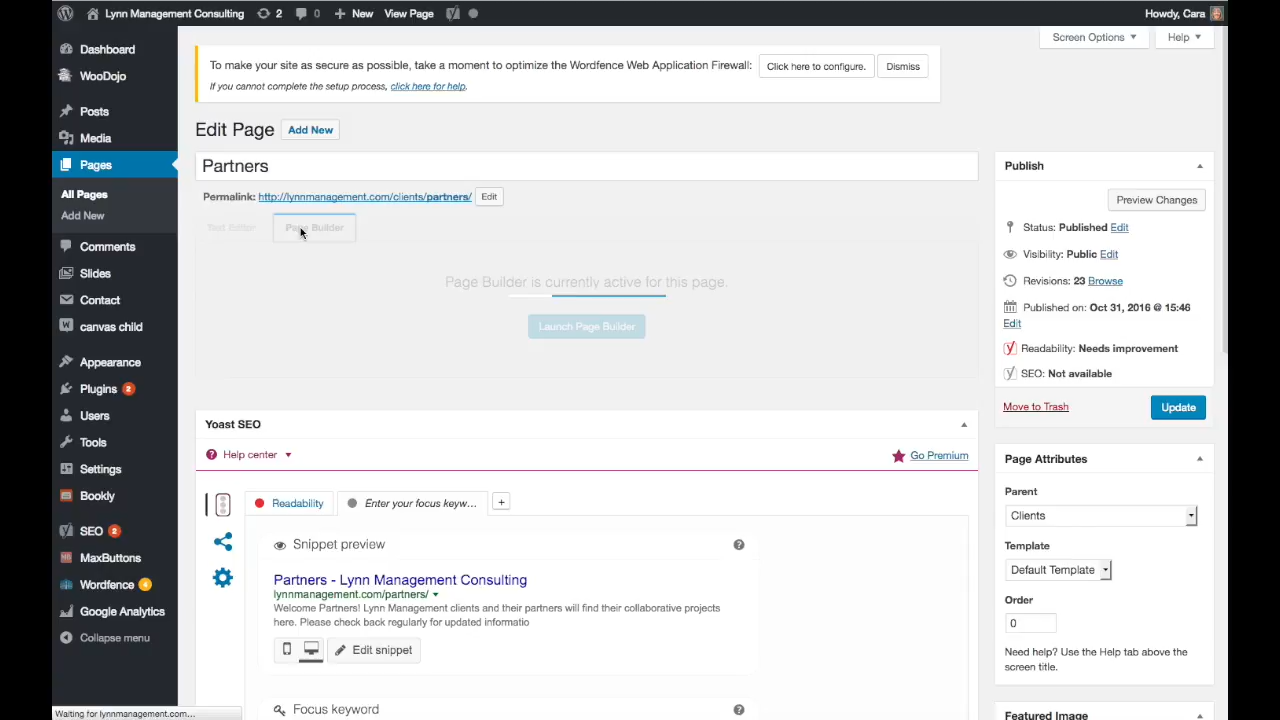 Lynn Management Consulting 2 0 New View Page Howdy, Cara
Dashboard
WooDojo
Posts
Media
Pages
All Pages
Add New
Comments
Slides
Contact
canvas child
Appearance
Plugins 2
Users
Tools
Settings
Bookly
SEO 2
MaxButtons
Wordfence 4
Google Analytics
Collapse menu
Waiting for lynnmanagement.com...
Screen Options Help
To make your site as secure as possible, take a moment to optimize the Wordfence Web Application Firewall: Click here to configure. Dismiss
If you cannot complete the setup process, click here for help.
Edit Page Add New
Partners
Permalink: http://lynnmanagement.com/clients/partners/ Edit
Text Editor Page Builder
Page Builder is currently active for this page.
Launch Page Builder
Yoast SEO
Help center Go Premium
Readability Enter your focus keyw... +
Snippet preview
Partners - Lynn Management Consulting
lynnmanagement.com/partners/
Welcome Partners! Lynn Management clients and their partners will find their collaborative projects
here. Please check back regularly for updated informatio
Edit snippet
Focus keyword
Publish
Preview Changes
Status: Published Edit
Visibility: Public Edit
Revisions: 23 Browse
Published on: Oct 31, 2016 @ 15:46
Edit
Readability: Needs improvement
SEO: Not available
Move to Trash Update
Page Attributes
Parent
Clients
Template
Default Template
Order
0
Need help? Use the Help tab above the
screen title.
Featured Image